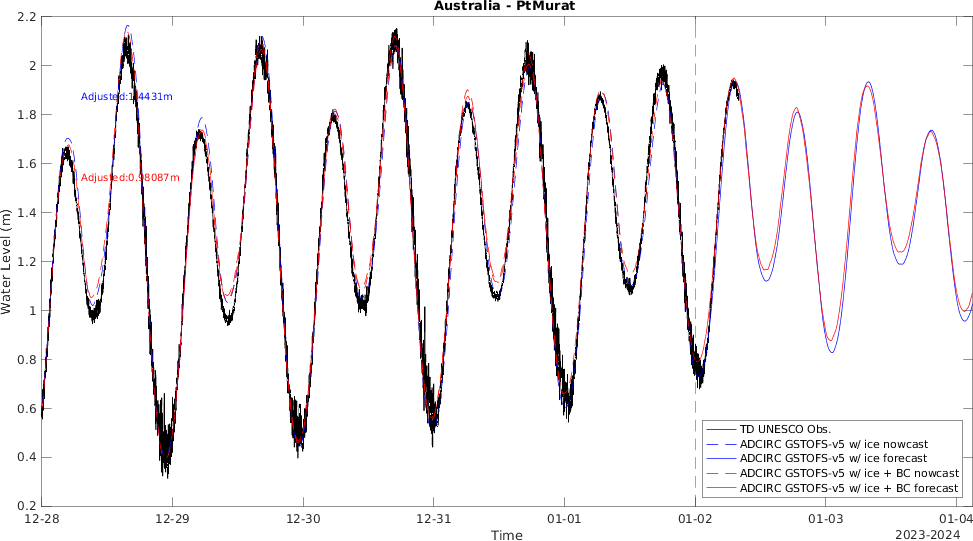 Australia - PtMurat
Water Level (m)
2.2
2
1.8
1.6
1.4
1.2
1
0.8
0.6
0.4
0.2
Adjusted:1.4431m
Adjusted:0.98087m
TD UNESCO Obs.
ADCIRC GSTOFS-v5 w/ ice nowcast
ADCIRC GSTOFS-v5 w/ ice forecast
ADCIRC GSTOFS-v5 w/ ice + BC nowcast
ADCIRC GSTOFS-v5 w/ ice + BC forecast
12-28 12-29 12-30 12-31 01-01 01-02 01-03 01-04
Time
2023-2024